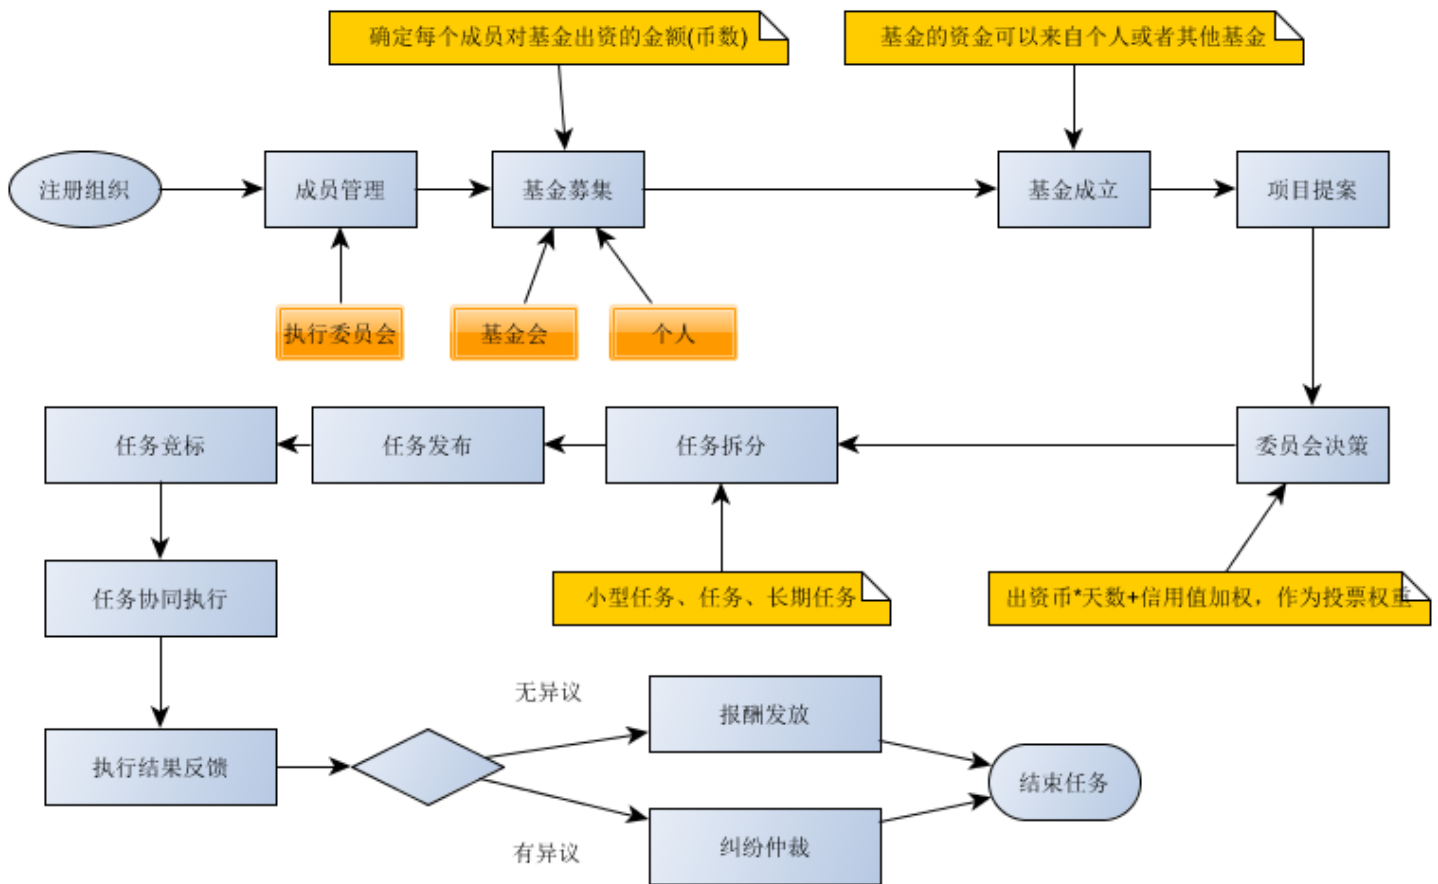 确定每个成员对基金出资的金额(币数)
基金的资金可以来自个人或者其他基金
注册组织
成员管理
基金募集
基金成立
项目提案
执行委员会
基金会
个人
任务竞标
任务发布
任务拆分
委员会决策
任务协同执行
小型任务、任务、长期任务
出资币*天数+信用值加权，作为投票权重
无异议
报酬发放
执行结果反馈
结束任务
有异议
纠纷仲裁